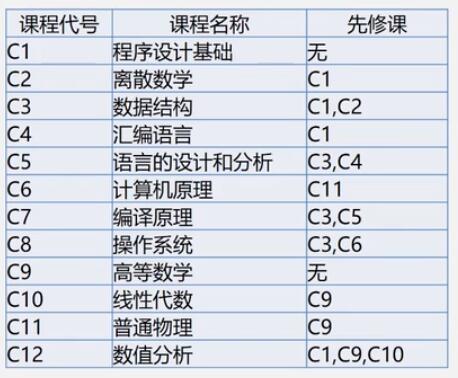 课程代号 课程名称 先修课
C1 程序设计基础 无
C2 离散数学 C1
C3 数据结构 C1,C2
C4 汇编语言 C1
C5 语言的设计和分析 C3,C4
C6 计算机原理 C11
C7 编译原理 C3,C5
C8 操作系统 C3,C6
C9 高等数学 无
C10 线性代数 C9
C11 普通物理 C9
C12 数值分析 C1,C9,C10